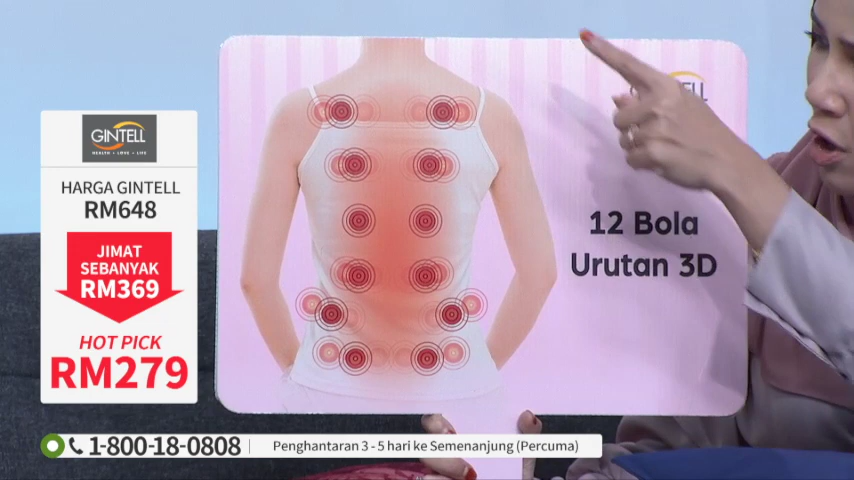 GINTELL
HEALTH • LOVE • LIFE
HARGA GINTELL
RM648
JIMAT
SEBANYAK
RM369
HOT PICK
RM279
12 Bola
Urutan 3D
1-800-18-0808
Penghantaran 3 - 5 hari ke Semenanjung (Percuma)